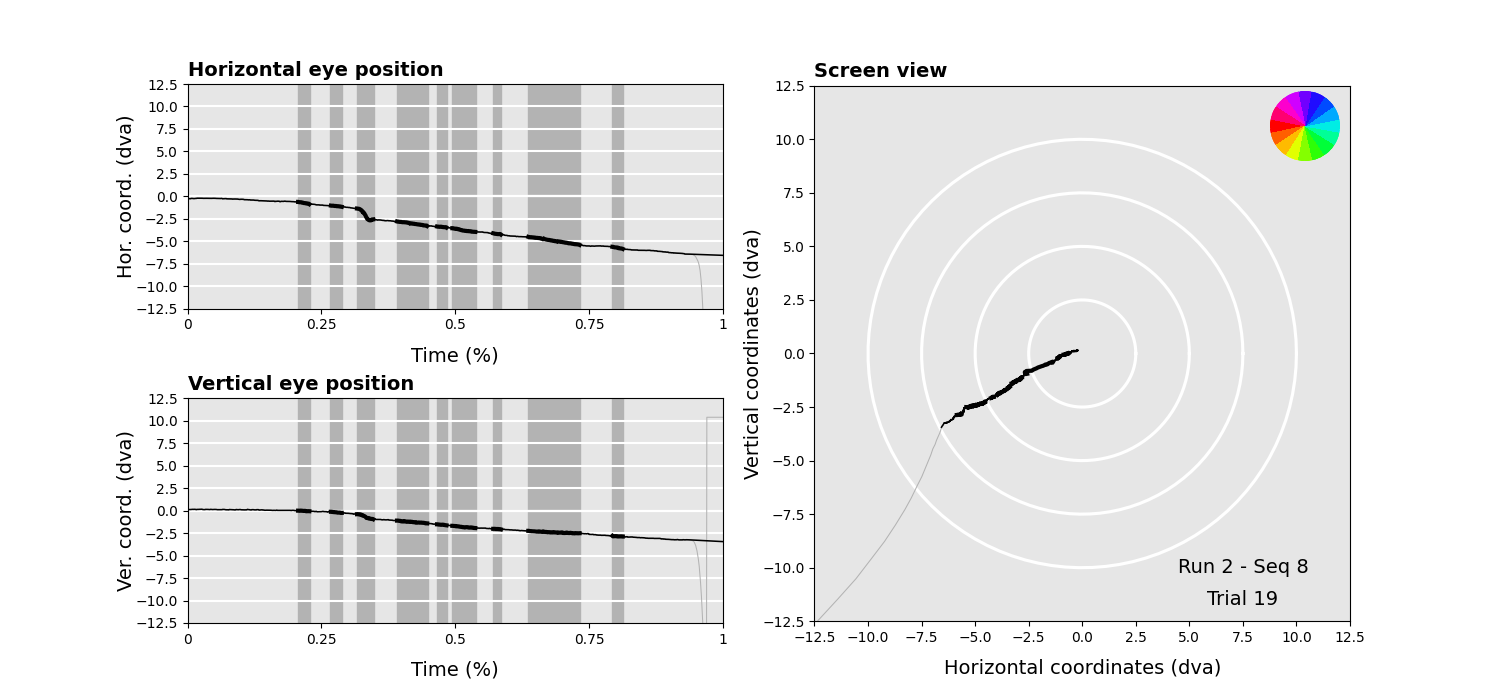 Horizontal eye position
12.5
10.0
7.5
5.0
2.5
0.0
−2.5
−5.0
−7.5
−10.0
−12.5
Hor. coord. (dva)
0 0.25 0.5 0.75 1
Time (%)
Vertical eye position
12.5
10.0
7.5
5.0
2.5
0.0
−2.5
−5.0
−7.5
−10.0
−12.5
Ver. coord. (dva)
0 0.25 0.5 0.75 1
Time (%)
Screen view
12.5
10.0
7.5
5.0
2.5
0.0
−2.5
−5.0
−7.5
−10.0
−12.5
Vertical coordinates (dva)
Run 2 - Seq 8
Trial 19
−12.5 −10.0 −7.5 −5.0 −2.5 0.0 2.5 5.0 7.5 10.0 12.5
Horizontal coordinates (dva)